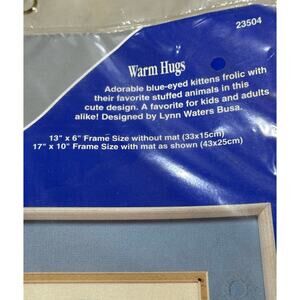 23504
Warm Hugs
Adorable blue-eyed kittens frolic with
their favorite stuffed animals in this
cute design. A favorite for kids and adults
alike! Designed by Lynn Waters Busa.
13" x 6" Frame Size without mat (33x15cm)
17" x 10" Frame Size with mat as shown (43x25cm)